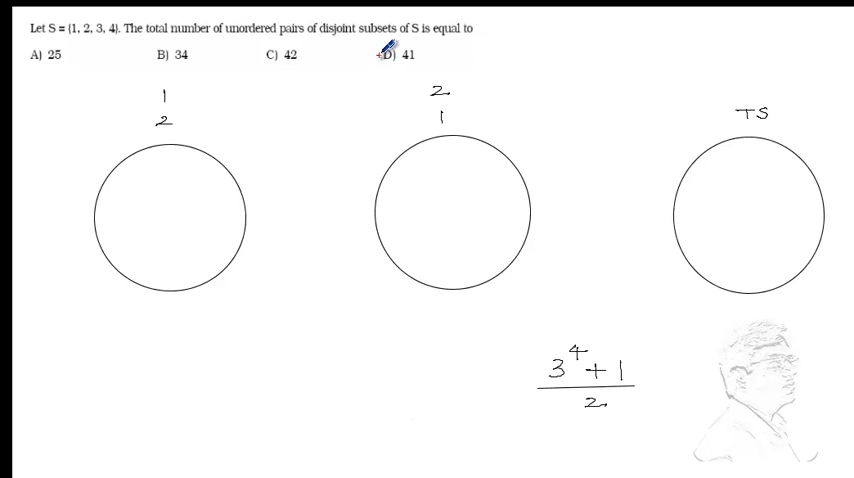 Let S = {1, 2, 3, 4}. The total number of unordered pairs of disjoint subsets of S is equal to
A) 25 B) 34 C) 42 D) 41
1 2
2 1 TS
3⁴ + 1
2